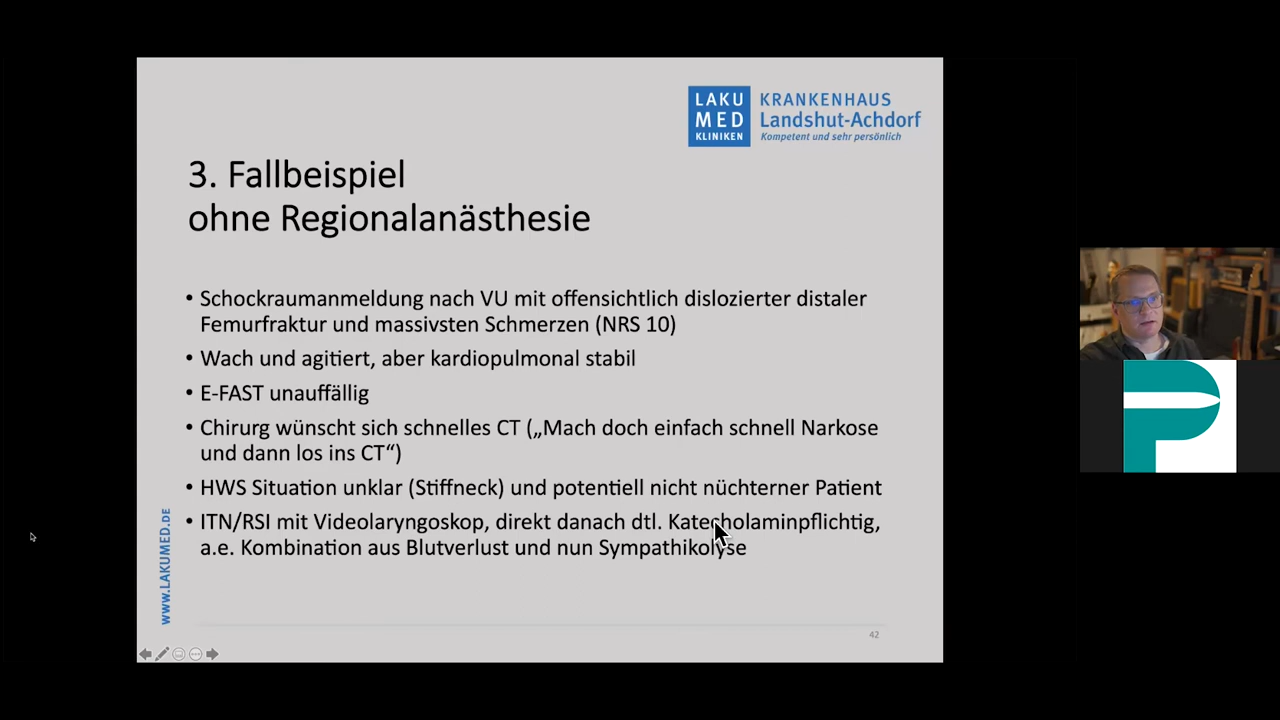 LAKU
MED
KLINIKEN
KRANKENHAUS
Landshut-Achdorf
Kompetent und sehr persönlich
3. Fallbeispiel
ohne Regionalanästhesie
• Schockraumanmeldung nach VU mit offensichtlich dislozierter distaler
Femurfraktur und massivsten Schmerzen (NRS 10)
• Wach und agitiert, aber kardiopulmonal stabil
• E-FAST unauffällig
• Chirurg wünscht sich schnelles CT („Mach doch einfach schnell Narkose
und dann los ins CT“)
• HWS Situation unklar (Stiffneck) und potentiell nicht nüchterner Patient
• ITN/RSI mit Videolaryngoskop, direkt danach dtl. Katecholaminpflichtig,
a.e. Kombination aus Blutverlust und nun Sympathikolyse
WWW.LAKUMED.DE
42